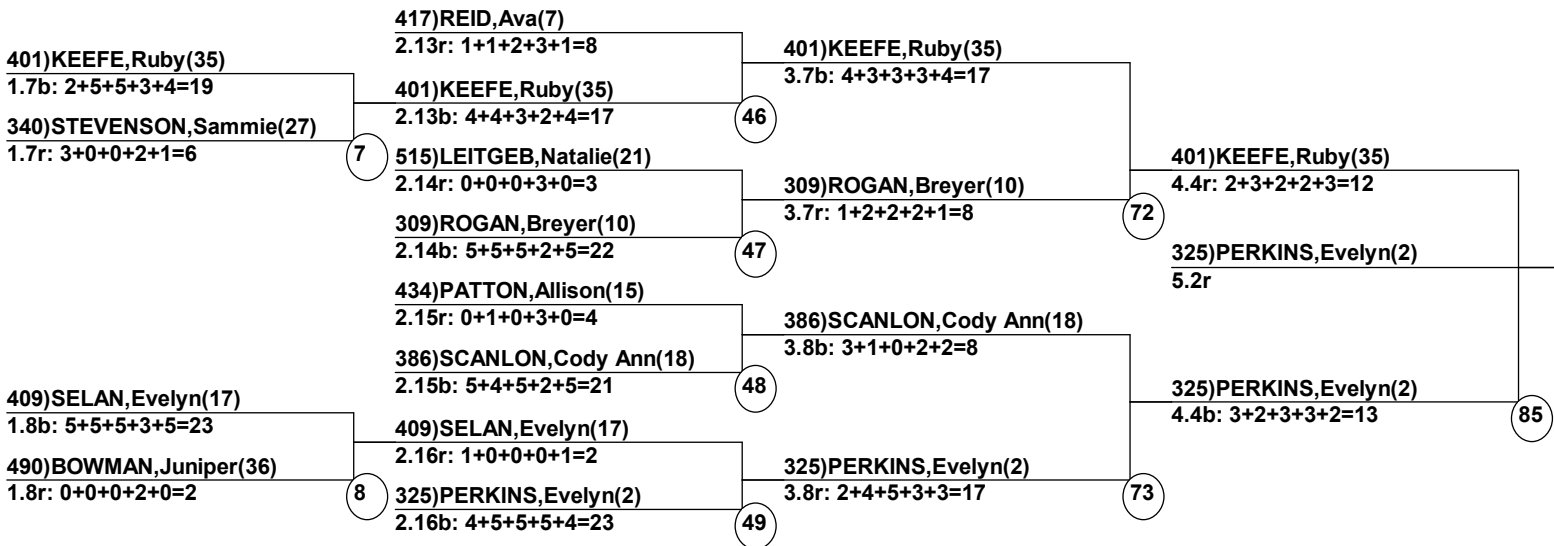 401)KEEFE,Ruby(35)
1.7b: 2+5+5+3+4=19
340)STEVENSON,Sammie(27)
1.7r: 3+0+0+2+1=6
7
409)SELAN,Evelyn(17)
1.8b: 5+5+5+3+5=23
490)BOWMAN,Juniper(36)
1.8r: 0+0+0+2+0=2
8
417)REID,Ava(7)
2.13r: 1+1+2+3+1=8
401)KEEFE,Ruby(35)
2.13b: 4+4+3+2+4=17
46
515)LEITGEB,Natalie(21)
2.14r: 0+0+0+3+0=3
309)ROGAN,Breyer(10)
2.14b: 5+5+5+2+5=22
47
434)PATTON,Allison(15)
2.15r: 0+1+0+3+0=4
386)SCANLON,Cody Ann(18)
2.15b: 5+4+5+2+5=21
48
409)SELAN,Evelyn(17)
2.16r: 1+0+0+0+1=2
325)PERKINS,Evelyn(2)
2.16b: 4+5+5+5+4=23
49
401)KEEFE,Ruby(35)
3.7b: 4+3+3+3+4=17
309)ROGAN,Breyer(10)
3.7r: 1+2+2+2+1=8
72
386)SCANLON,Cody Ann(18)
3.8b: 3+1+0+2+2=8
325)PERKINS,Evelyn(2)
3.8r: 2+4+5+3+3=17
73
401)KEEFE,Ruby(35)
4.4r: 2+3+2+2+3=12
325)PERKINS,Evelyn(2)
4.4b: 3+2+3+3+2=13
85
325)PERKINS,Evelyn(2)
5.2r